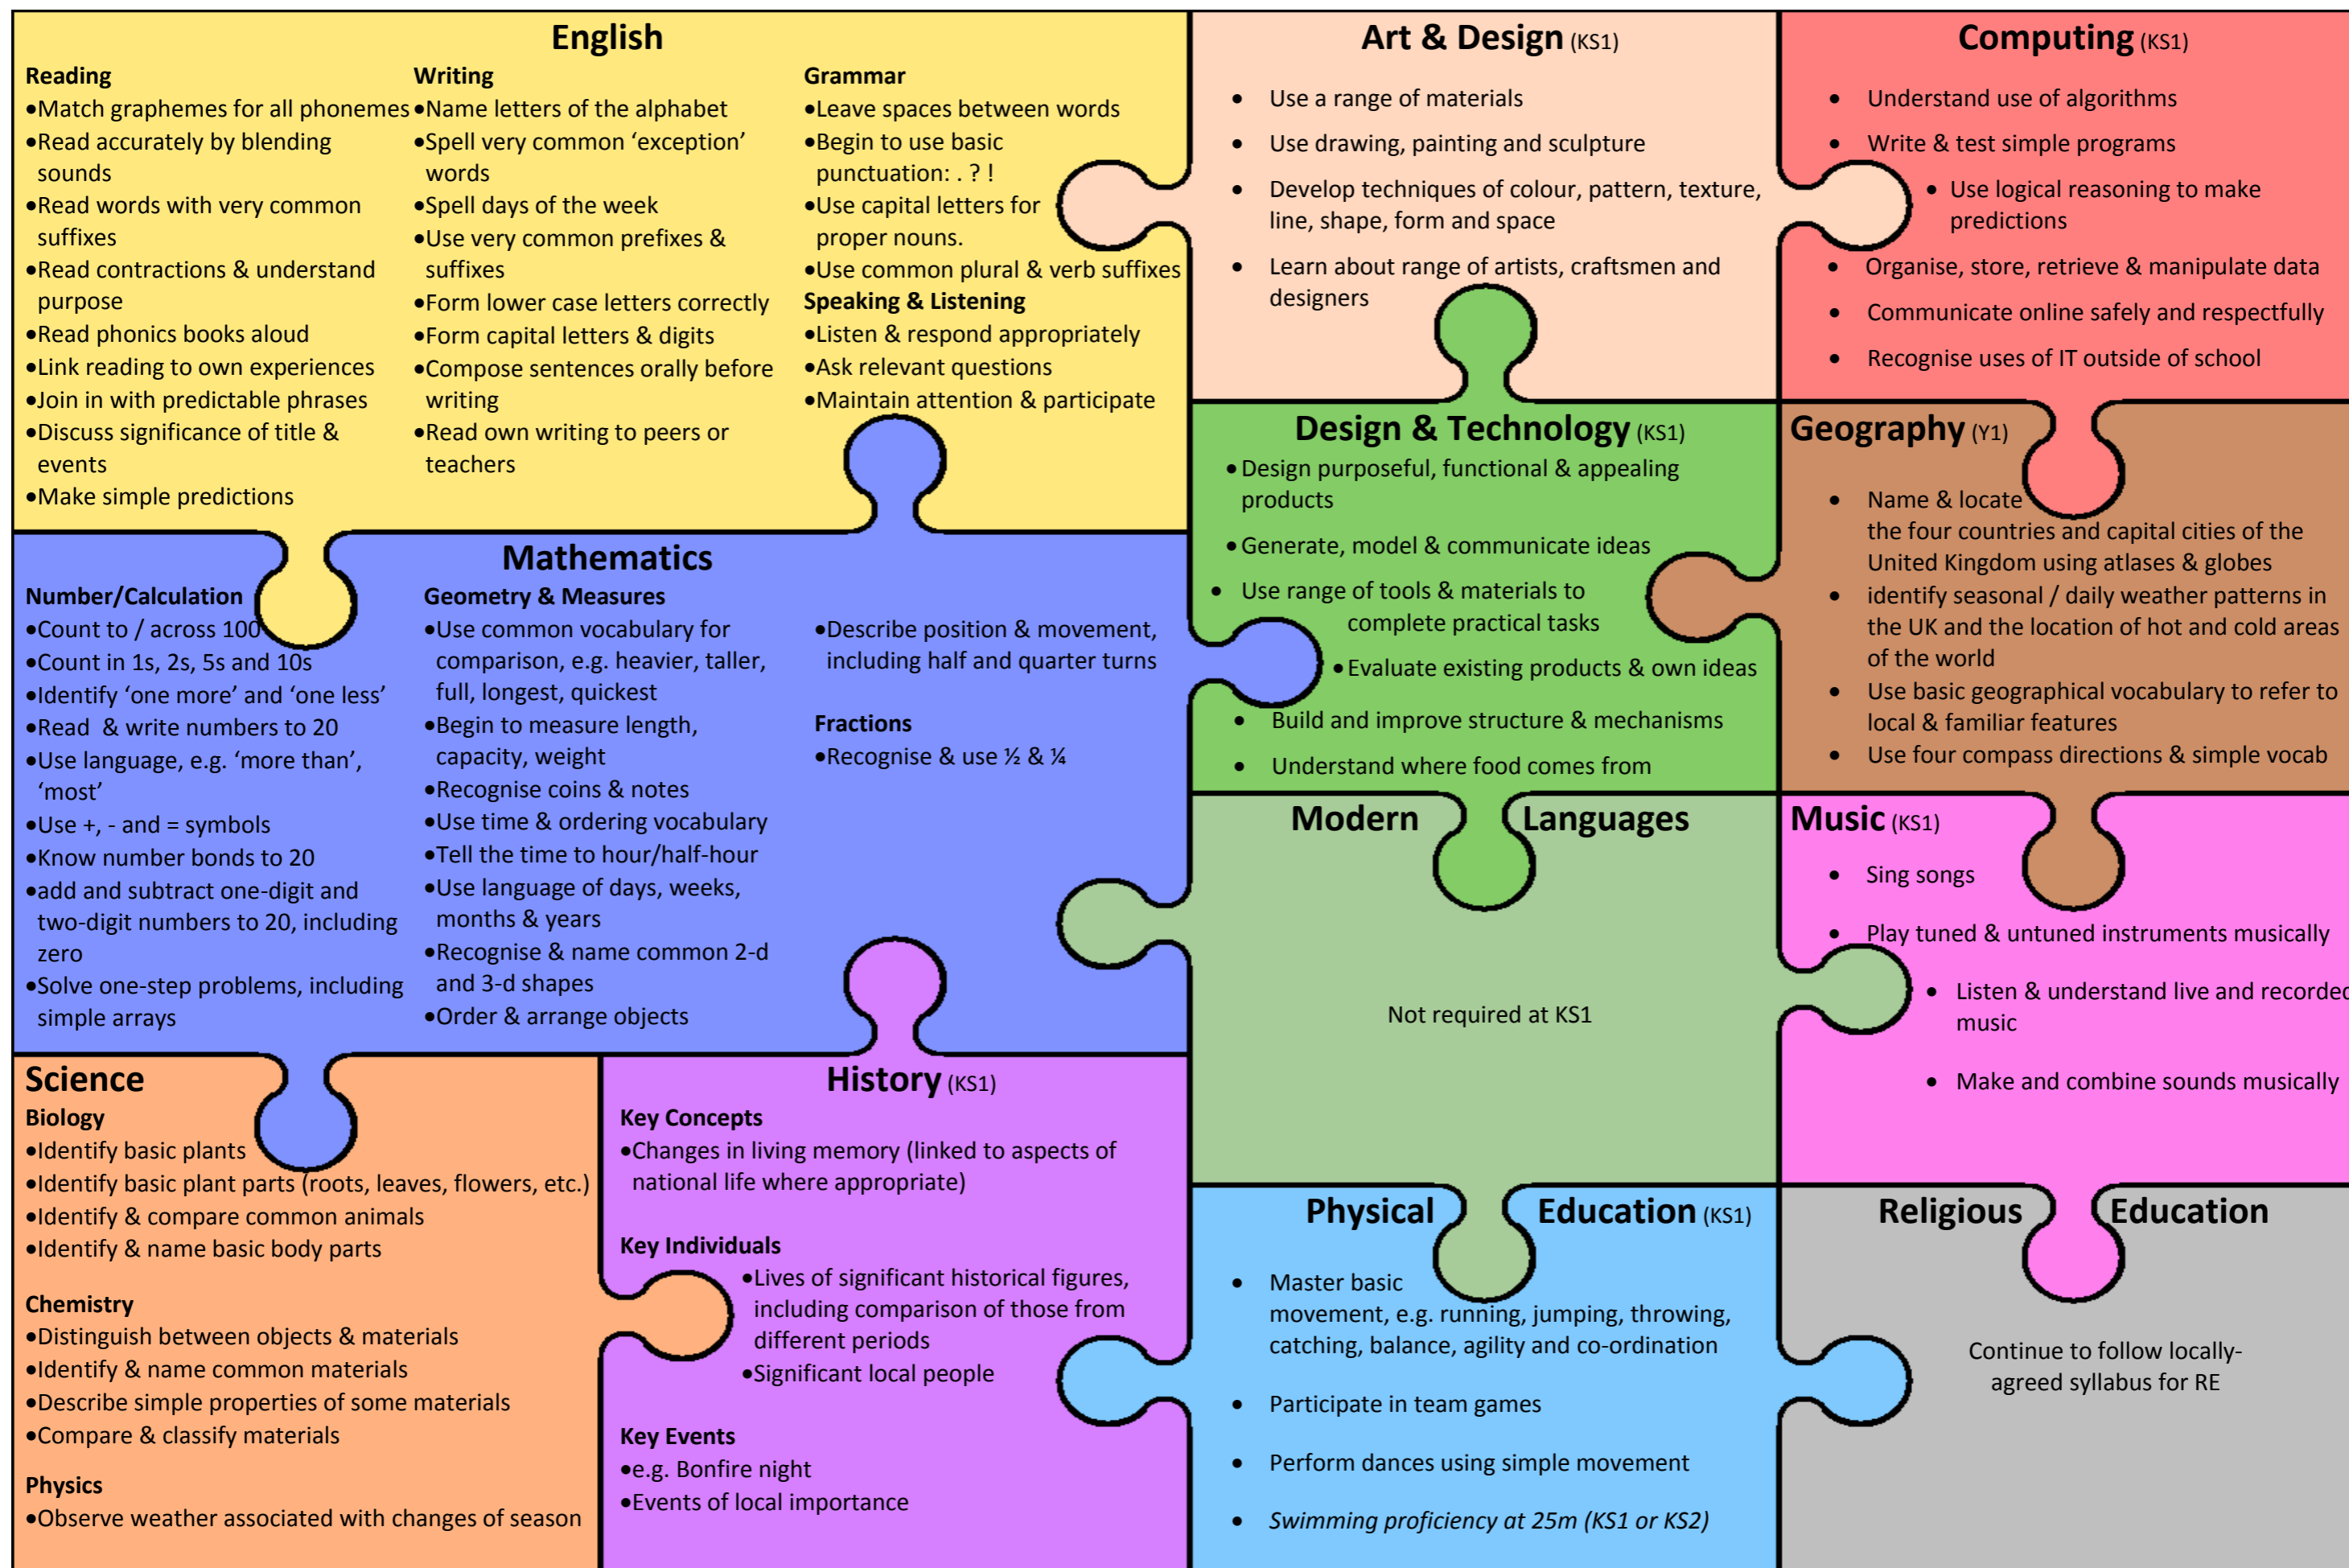 English
Reading
•Match graphemes for all phonemes
•Read accurately by blending
sounds
•Read words with very common
suffixes
•Read contractions & understand
purpose
•Read phonics books aloud
•Link reading to own experiences
•Join in with predictable phrases
•Discuss significance of title &
events
•Make simple predictions
Writing
•Name letters of the alphabet
•Spell very common ‘exception’
words
•Spell days of the week
•Use very common prefixes &
suffixes
•Form lower case letters correctly
•Form capital letters & digits
•Compose sentences orally before
writing
•Read own writing to peers or
teachers
Grammar
•Leave spaces between words
•Begin to use basic
punctuation: . ? !
•Use capital letters for
proper nouns.
•Use common plural & verb suffixes
Speaking & Listening
•Listen & respond appropriately
•Ask relevant questions
•Maintain attention & participate
Art & Design (KS1)
• Use a range of materials
• Use drawing, painting and sculpture
• Develop techniques of colour, pattern, texture,
line, shape, form and space
• Learn about range of artists, craftsmen and
designers
Computing (KS1)
• Understand use of algorithms
• Write & test simple programs
• Use logical reasoning to make
predictions
• Organise, store, retrieve & manipulate data
• Communicate online safely and respectfully
• Recognise uses of IT outside of school
Mathematics
Number/Calculation
•Count to / across 100
•Count in 1s, 2s, 5s and 10s
•Identify ‘one more’ and ‘one less’
•Read & write numbers to 20
•Use language, e.g. ‘more than’,
‘most’
•Use +, - and = symbols
•Know number bonds to 20
•add and subtract one-digit and
two-digit numbers to 20, including
zero
•Solve one-step problems, including
simple arrays
Geometry & Measures
•Use common vocabulary for
comparison, e.g. heavier, taller,
full, longest, quickest
•Begin to measure length,
capacity, weight
•Recognise coins & notes
•Use time & ordering vocabulary
•Tell the time to hour/half-hour
•Use language of days, weeks,
months & years
•Recognise & name common 2-d
and 3-d shapes
•Order & arrange objects
•Describe position & movement,
including half and quarter turns
Fractions
•Recognise & use ½ & ¼
Design & Technology (KS1)
• Design purposeful, functional & appealing
products
• Generate, model & communicate ideas
• Use range of tools & materials to
complete practical tasks
• Evaluate existing products & own ideas
• Build and improve structure & mechanisms
• Understand where food comes from
Geography (Y1)
• Name & locate
the four countries and capital cities of the
United Kingdom using atlases & globes
• identify seasonal / daily weather patterns in
the UK and the location of hot and cold areas
of the world
• Use basic geographical vocabulary to refer to
local & familiar features
• Use four compass directions & simple vocab
Modern Languages
Not required at KS1
Music (KS1)
• Sing songs
• Play tuned & untuned instruments musically
• Listen & understand live and recorded
music
• Make and combine sounds musically
Science
Biology
•Identify basic plants
•Identify basic plant parts (roots, leaves, flowers, etc.)
•Identify & compare common animals
•Identify & name basic body parts
Chemistry
•Distinguish between objects & materials
•Identify & name common materials
•Describe simple properties of some materials
•Compare & classify materials
Physics
•Observe weather associated with changes of season
History (KS1)
Key Concepts
•Changes in living memory (linked to aspects of
national life where appropriate)
Key Individuals
•Lives of significant historical figures,
including comparison of those from
different periods
•Significant local people
Key Events
•e.g. Bonfire night
•Events of local importance
Physical Education (KS1)
• Master basic
movement, e.g. running, jumping, throwing,
catching, balance, agility and co-ordination
• Participate in team games
• Perform dances using simple movement
• Swimming proficiency at 25m (KS1 or KS2)
Religious Education
Continue to follow locally-
agreed syllabus for RE